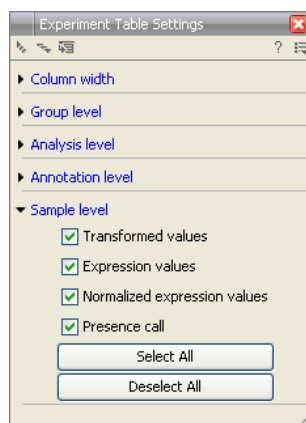 Experiment Table Settings
?
Column width
Group level
Analysis level
Annotation level
Sample level
Transformed values
Expression values
Normalized expression values
Presence call
Select All
Deselect All